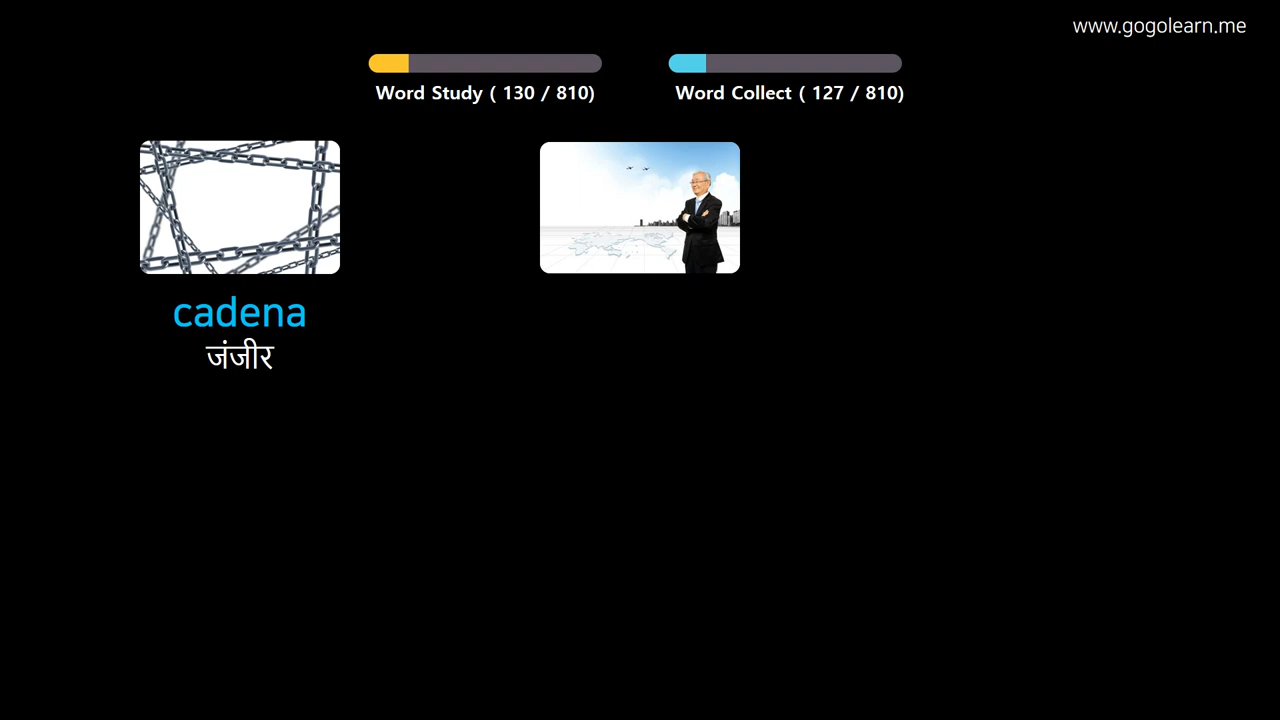 www.gogolearn.me
Word Study ( 130 / 810)
Word Collect ( 127 / 810)
cadena
जंजीर